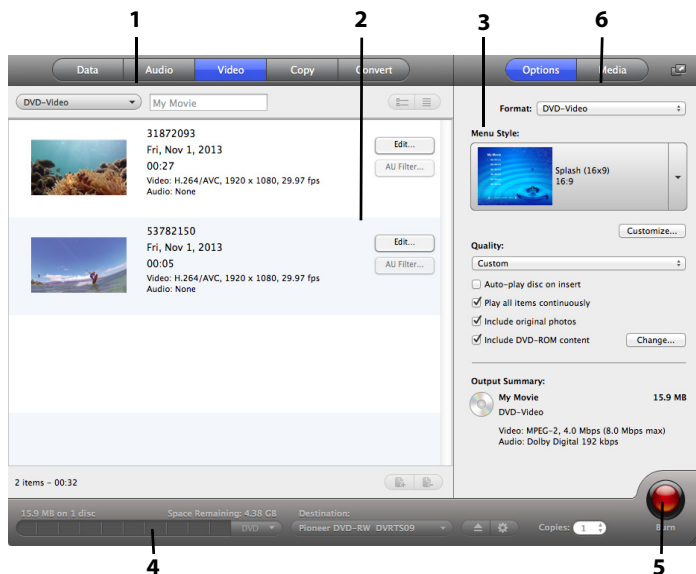 1
2
3
6
Data Audio Video Copy Convert
Options Media
DVD-Video My Movie
31872093
Fri, Nov 1, 2013
00:27
Video: H.264/AVC, 1920 x 1080, 29.97 fps
Audio: None
Edit...
AU Filter...
53782150
Fri, Nov 1, 2013
00:05
Video: H.264/AVC, 1920 x 1080, 29.97 fps
Audio: None
Edit...
AU Filter...
2 items - 00:32
Format: DVD-Video
Menu Style:
My Movie
Splash (16x9)
16:9
Customize...
Quality:
Custom
Auto-play disc on insert
Play all items continuously
Include original photos
Include DVD-ROM content Change...
Output Summary:
My Movie 15.9 MB
DVD-Video
Video: MPEG-2, 4.0 Mbps (8.0 Mbps max)
Audio: Dolby Digital 192 kbps
15.9 MB on 1 disc Space Remaining: 4.38 GB Destination:
DVD Pioneer DVD-RW DVRTS09 Copies: 1 Burn
4
5